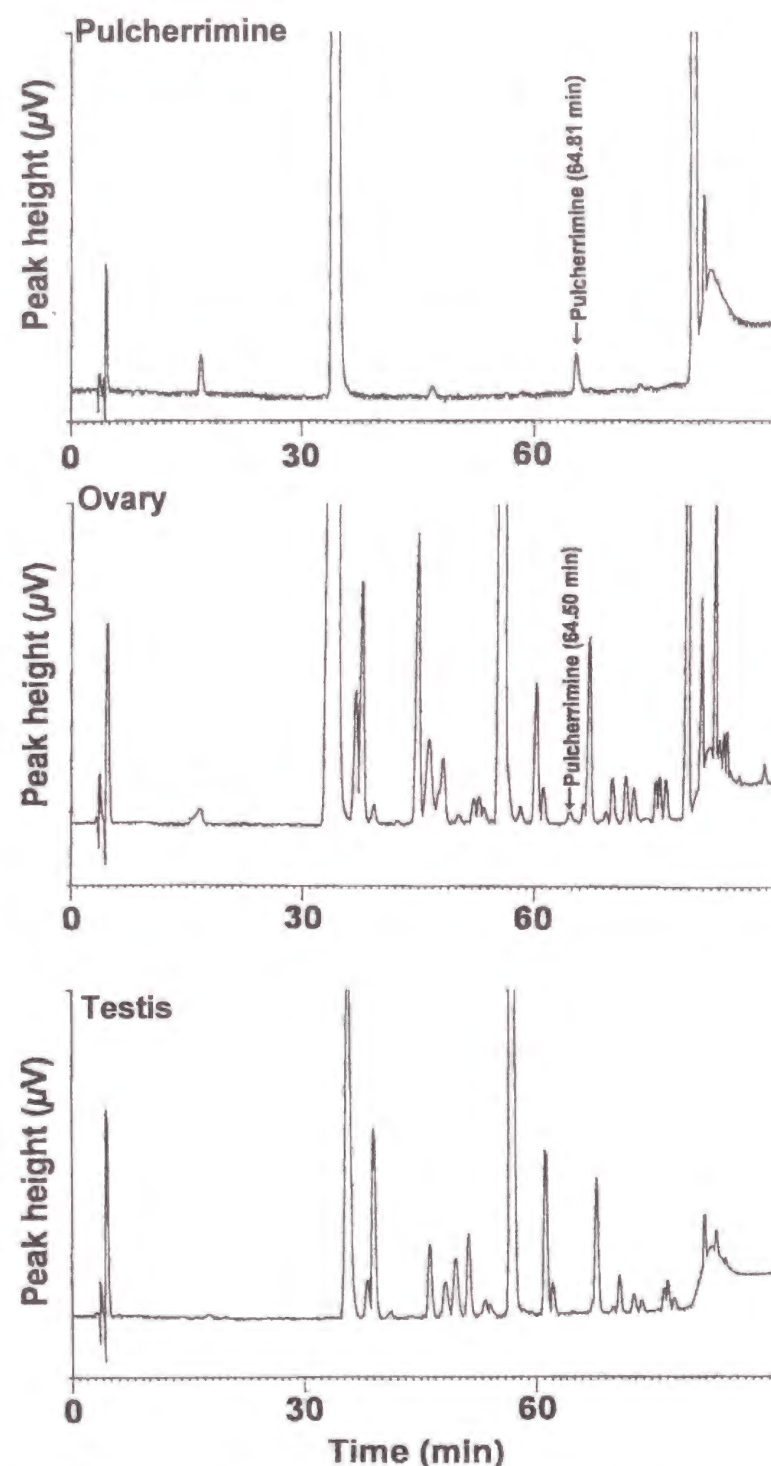 Pulcherrimine
Peak height (µV)
←Pulcherrimine (64.81 min)
0 30 60
Ovary
Peak height (µV)
←Pulcherrimine (64.50 min)
0 30 60
Testis
Peak height (µV)
0 30 60
Time (min)